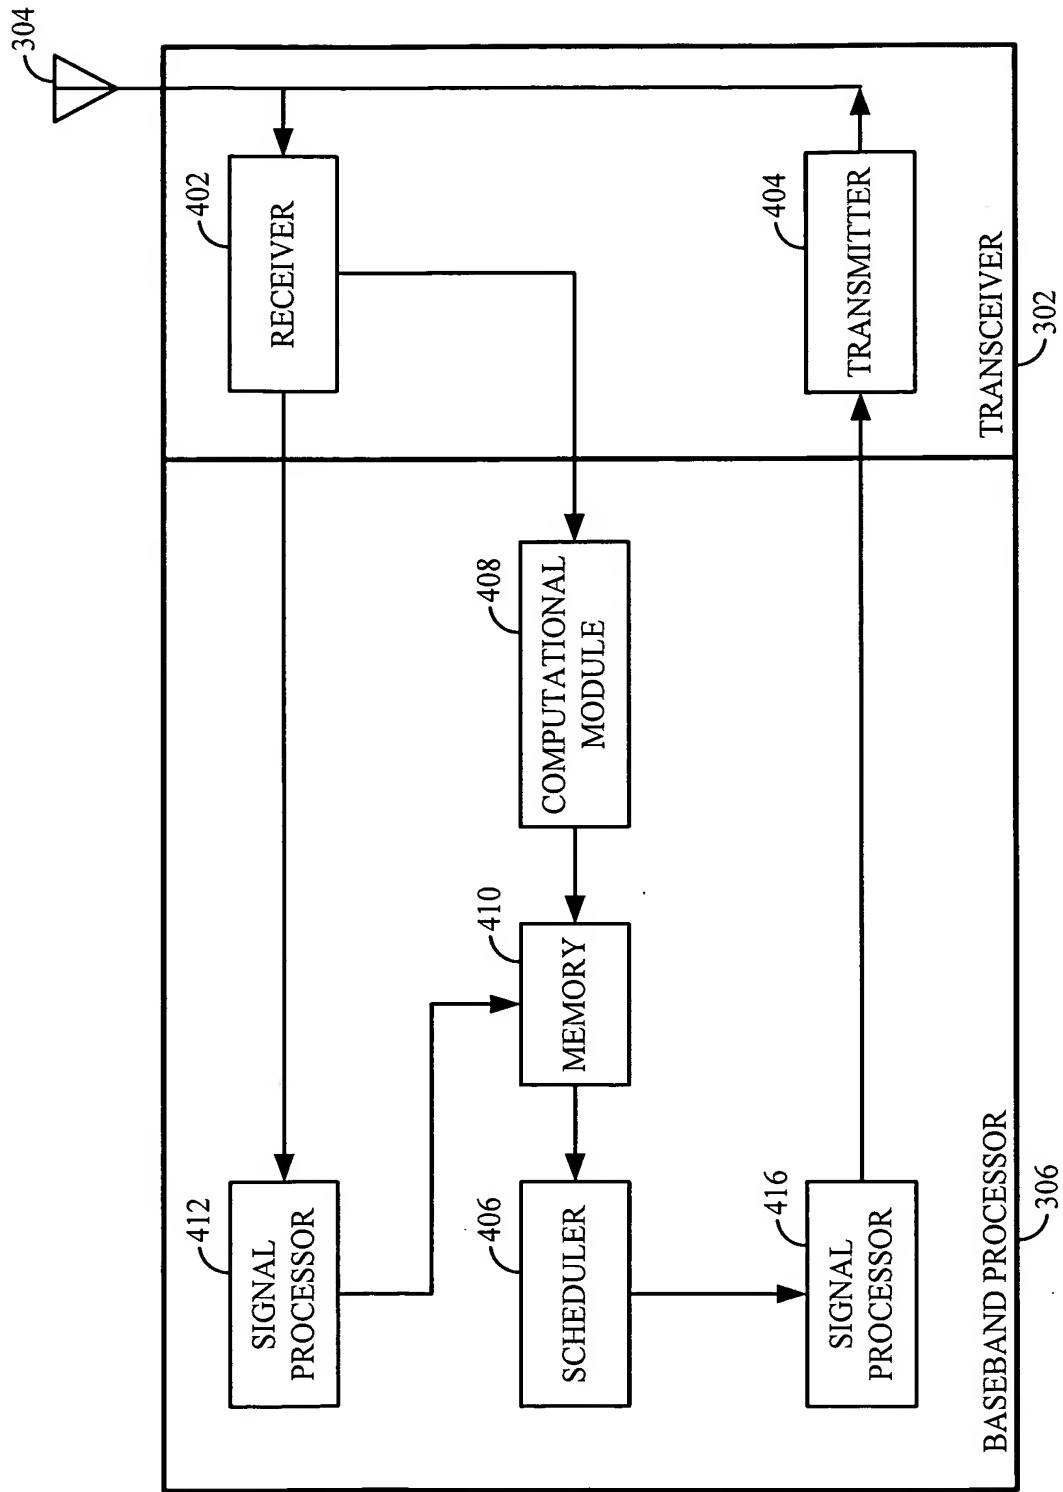 304
402
RECEIVER
404
TRANSMITTER
TRANSCEIVER
302
408
COMPUTATIONAL
MODULE
410
MEMORY
412
SIGNAL
PROCESSOR
406
SCHEDULER
416
SIGNAL
PROCESSOR
BASEBAND PROCESSOR
306